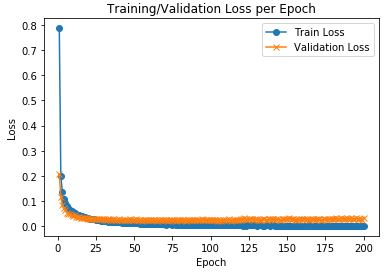 Training/Validation Loss per Epoch
Train Loss
Validation Loss
Loss
0.8
0.7
0.6
0.5
0.4
0.3
0.2
0.1
0.0
0 25 50 75 100 125 150 175 200
Epoch